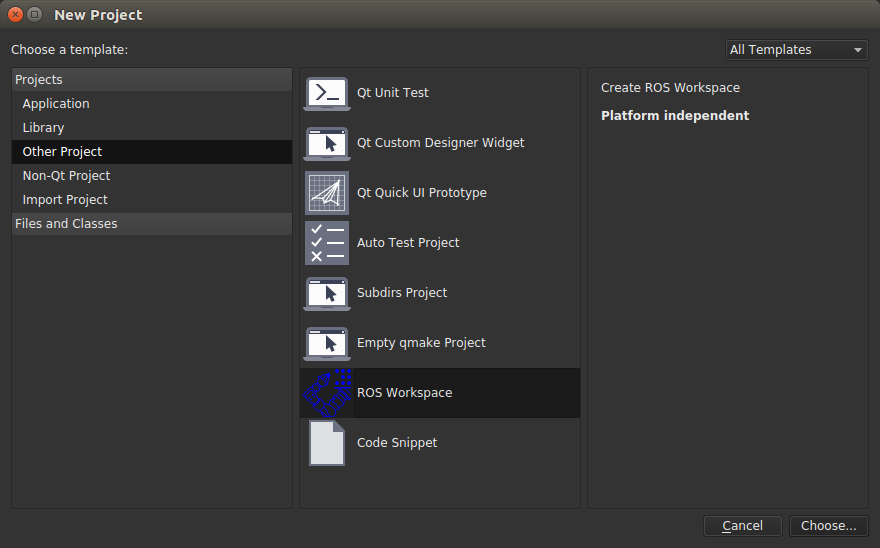 New Project
Choose a template:
All Templates
Projects
Application
Library
Other Project
Non-Qt Project
Import Project
Files and Classes
Qt Unit Test
Qt Custom Designer Widget
Qt Quick UI Prototype
Auto Test Project
Subdirs Project
Empty qmake Project
ROS Workspace
Code Snippet
Create ROS Workspace
Platform independent
Cancel
Choose...